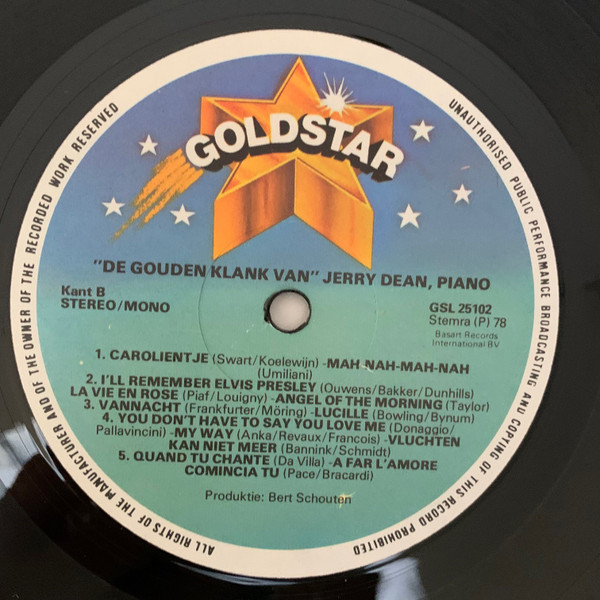 GOLDSTAR
"DE GOUDEN KLANK VAN" JERRY DEAN, PIANO
Kant B
STEREO/MONO
GSL 25102
Stemra (P) 78
Basart Records
International BV
1. CAROLIENTJE (Swart/Koelewijn) -MAH NAH-MAH-NAH
(Umiliani)
2. I'LL REMEMBER ELVIS PRESLEY (Ouwens/Bakker/Dunhills)
LA VIE EN ROSE (Piaf/Louigny) -ANGEL OF THE MORNING (Taylor)
3. VANNACHT (Frankfurter/Möring) -LUCILLE (Bowling/Bynum)
4. YOU DON'T HAVE TO SAY YOU LOVE ME (Donaggio/
Pallavicini) -MY WAY (Anka/Revaux/Francois) -VLUCHTEN
KAN NIET MEER (Bannink/Schmidt)
5. QUAND TU CHANTE (Da Villa) -A FAR L'AMORE
COMINCIA TU (Pace/Bracardi)
Produktie: Bert Schouten
ALL RIGHTS OF THE MANUFACTURER AND OF THE OWNER OF THE RECORDED WORK RESERVED
UNAUTHORISED PUBLIC PERFORMANCE BROADCASTING AND COPYING OF THIS RECORD PROHIBITED